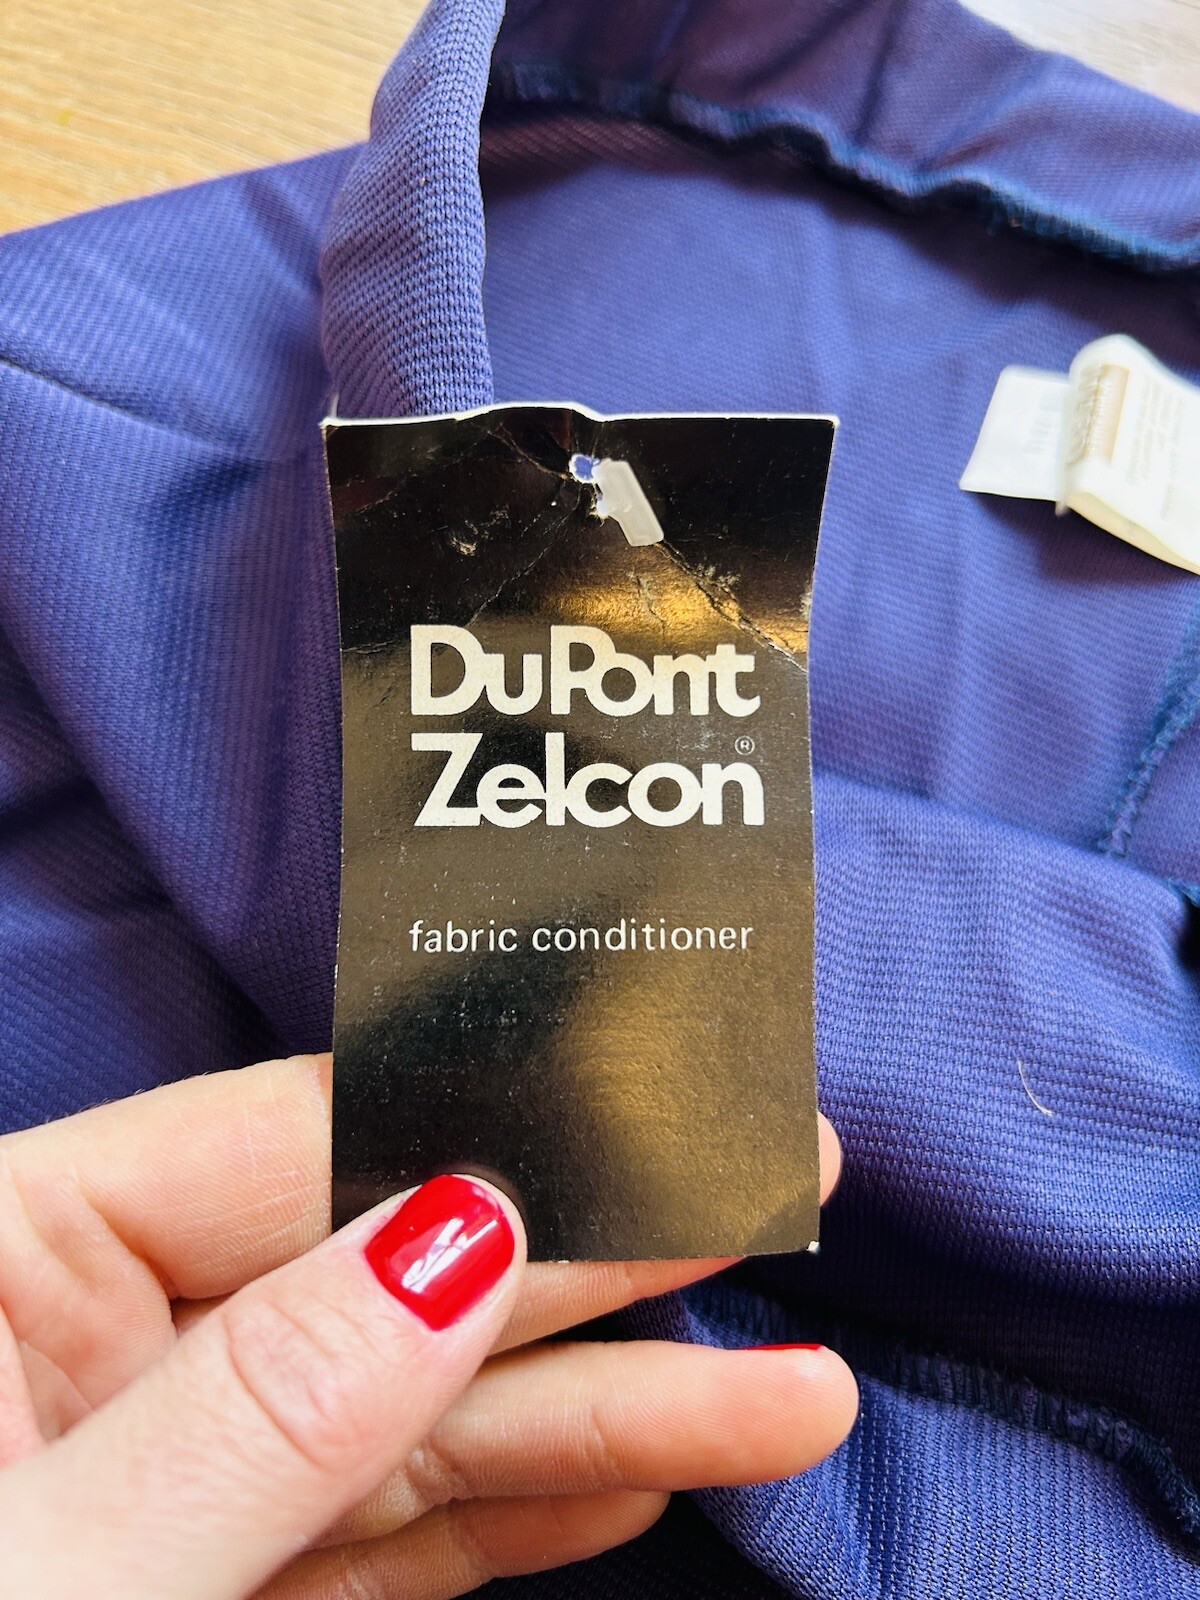 DuPont
Zelcon®
fabric conditioner